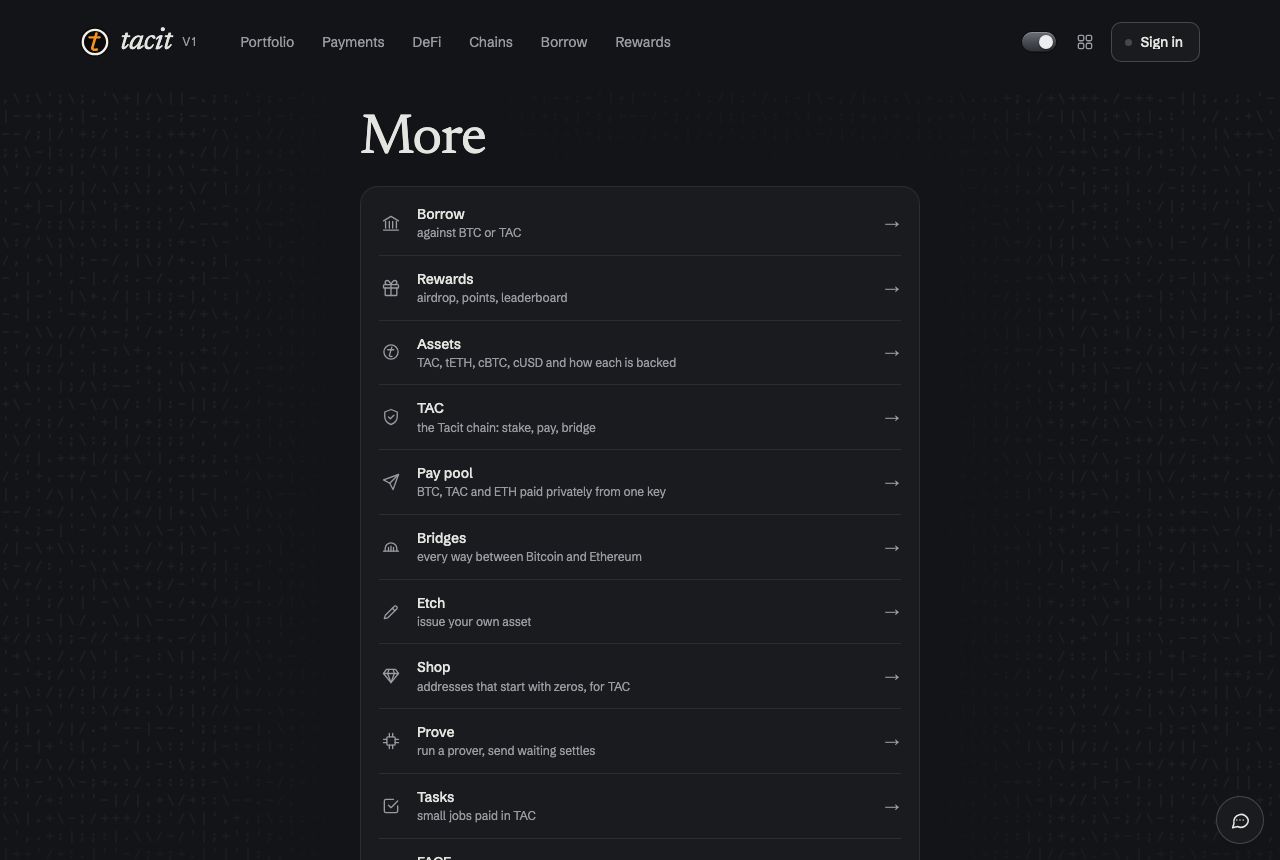 tacit V1
Portfolio
Payments
DeFi
Chains
Borrow
Rewards
Sign in
More
Borrow
against BTC or TAC
Rewards
airdrop, points, leaderboard
Assets
TAC, tETH, cBTC, cUSD and how each is backed
TAC
the Tacit chain: stake, pay, bridge
Pay pool
BTC, TAC and ETH paid privately from one key
Bridges
every way between Bitcoin and Ethereum
Etch
issue your own asset
Shop
addresses that start with zeros, for TAC
Prove
run a prover, send waiting settles
Tasks
small jobs paid in TAC